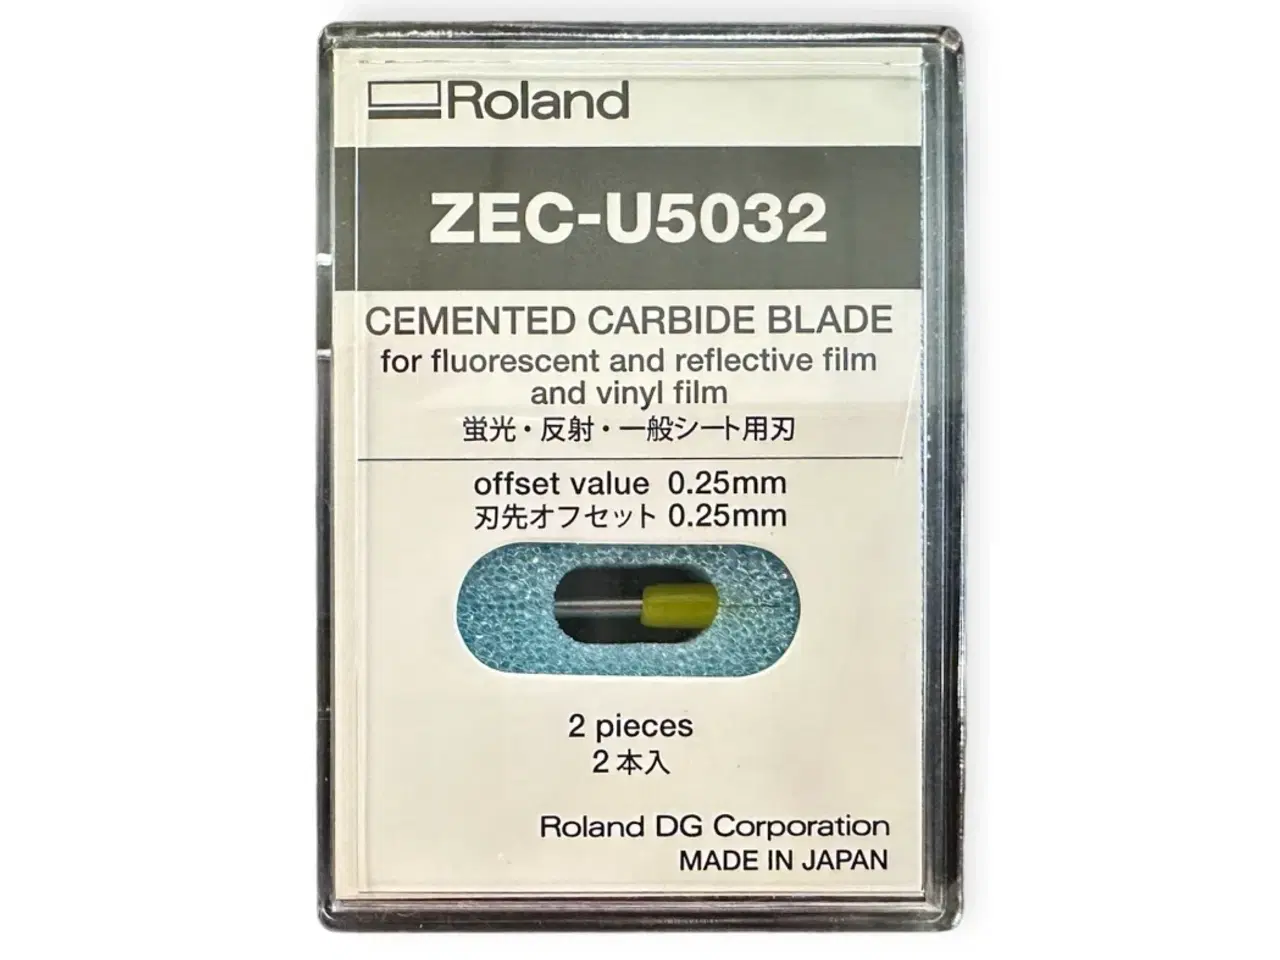 Roland
ZEC-U5032
CEMENTED CARBIDE BLADE
for fluorescent and reflective film
and vinyl film
蛍光・反射・一般シート用刃
offset value 0.25mm
刃先オフセット 0.25mm
2 pieces
2本入
Roland DG Corporation
MADE IN JAPAN